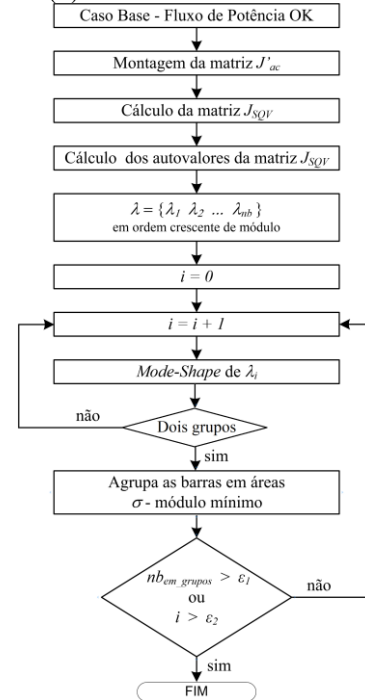 Caso Base - Fluxo de Potência OK
Montagem da matriz J'ac
Cálculo da matriz JSQV
Cálculo dos autovalores da matriz JSQV
λ = {λ1 λ2 ... λnb}
em ordem crescente de módulo
i = 0
i = i + 1
Mode-Shape de λi
não
Dois grupos
sim
Agrupa as barras em áreas
σ - módulo mínimo
nbem_grupos > ε1
não
ou
i > ε2
sim
FIM